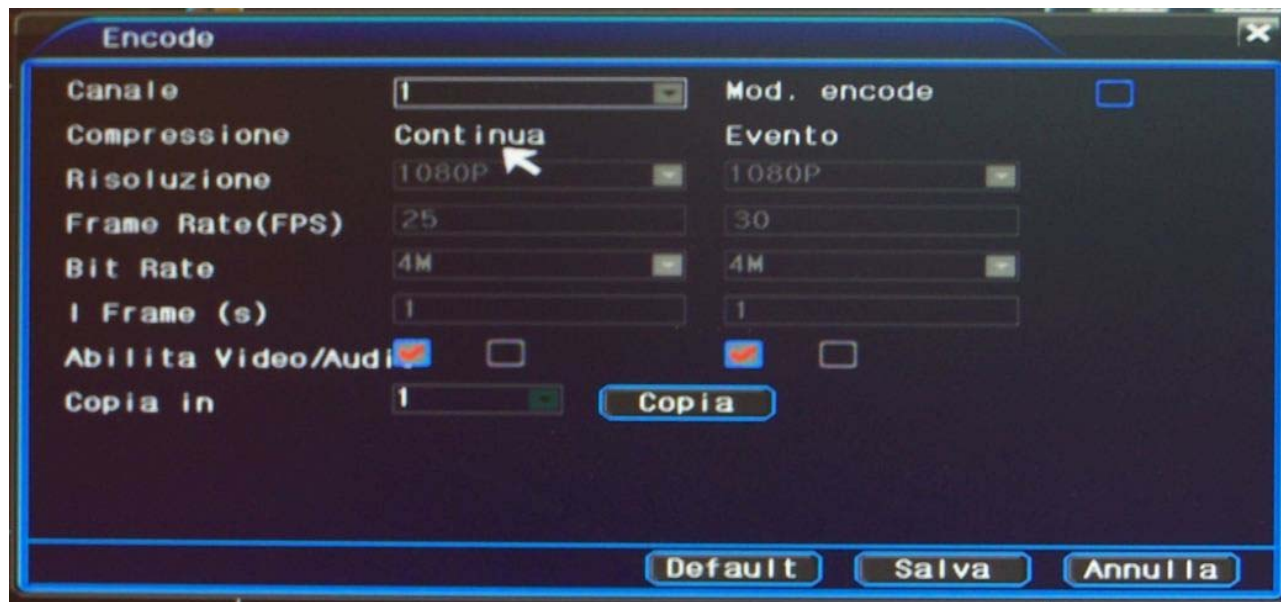 Encode
Canale 1 Mod. encode
Compressione Continua Evento
Risoluzione 1080P 1080P
Frame Rate(FPS) 25 30
Bit Rate 4M 4M
I Frame (s) 1 1
Abilita Video/Audi
Copia in 1 Copia
Default Salva Annulla